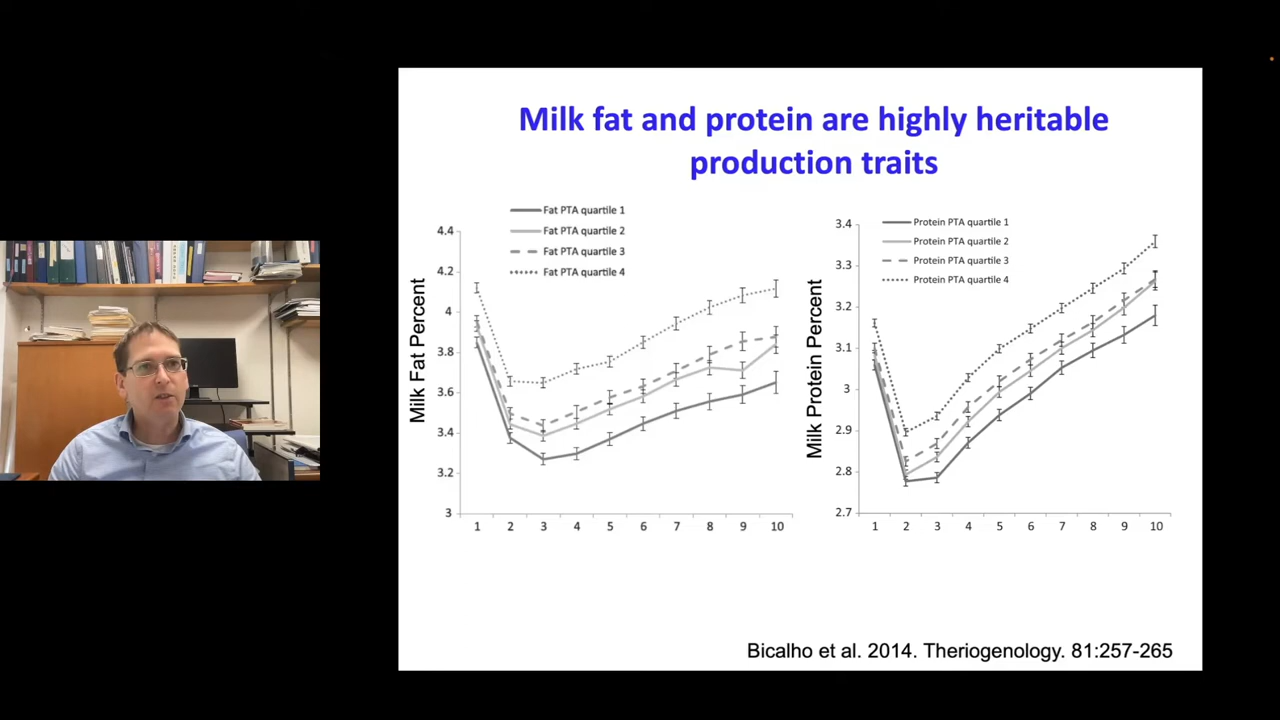 Milk fat and protein are highly heritable
production traits
Fat PTA quartile 1
Fat PTA quartile 2
Fat PTA quartile 3
Fat PTA quartile 4
4.4
4.2
4
3.8
3.6
3.4
3.2
3
Milk Fat Percent
1 2 3 4 5 6 7 8 9 10
Protein PTA quartile 1
Protein PTA quartile 2
Protein PTA quartile 3
Protein PTA quartile 4
3.4
3.3
3.2
3.1
3
2.9
2.8
2.7
Milk Protein Percent
1 2 3 4 5 6 7 8 9 10
Bicalho et al. 2014. Theriogenology. 81:257-265